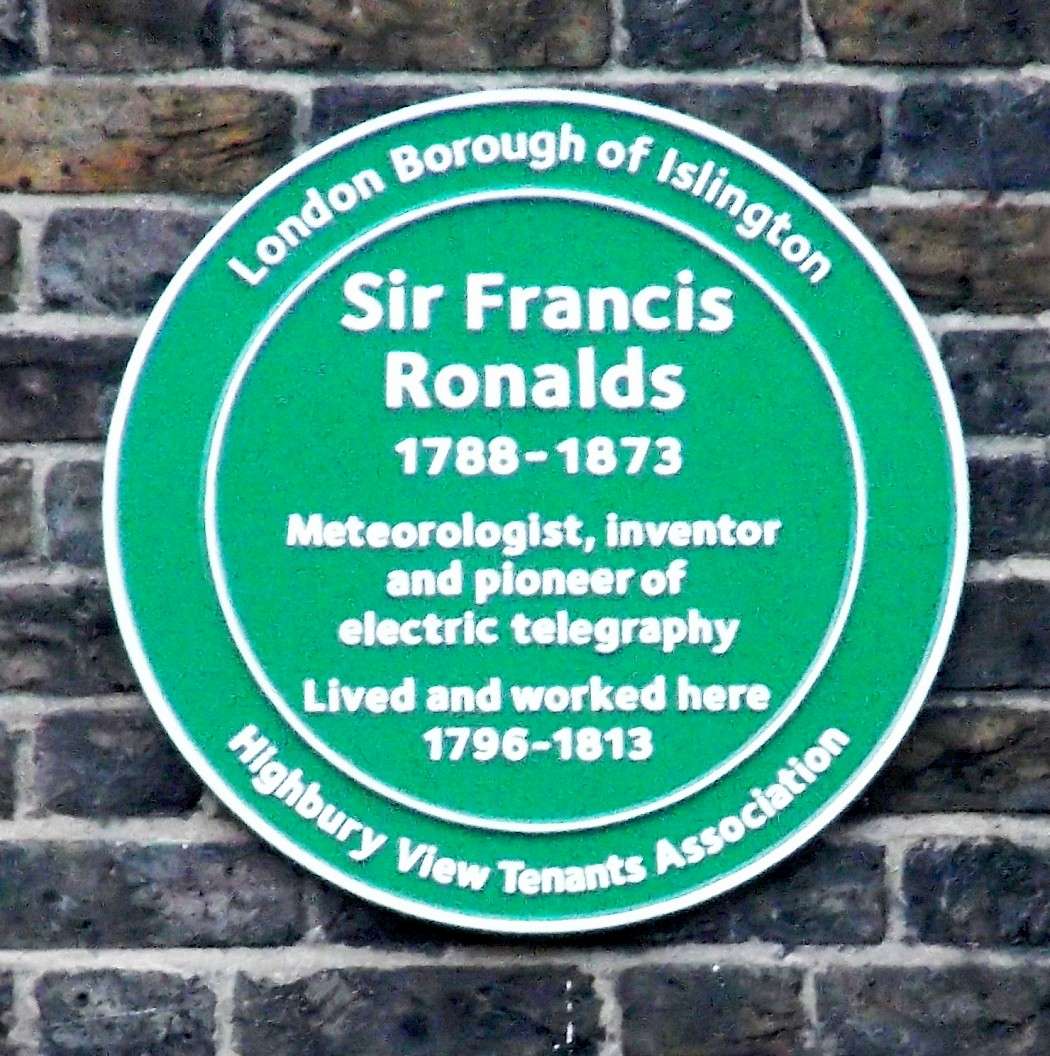 London Borough of Islington
Sir Francis
Ronalds
1788-1873
Meteorologist, inventor
and pioneer of
electric telegraphy
Lived and worked here
1796-1813
Highbury View Tenants Association